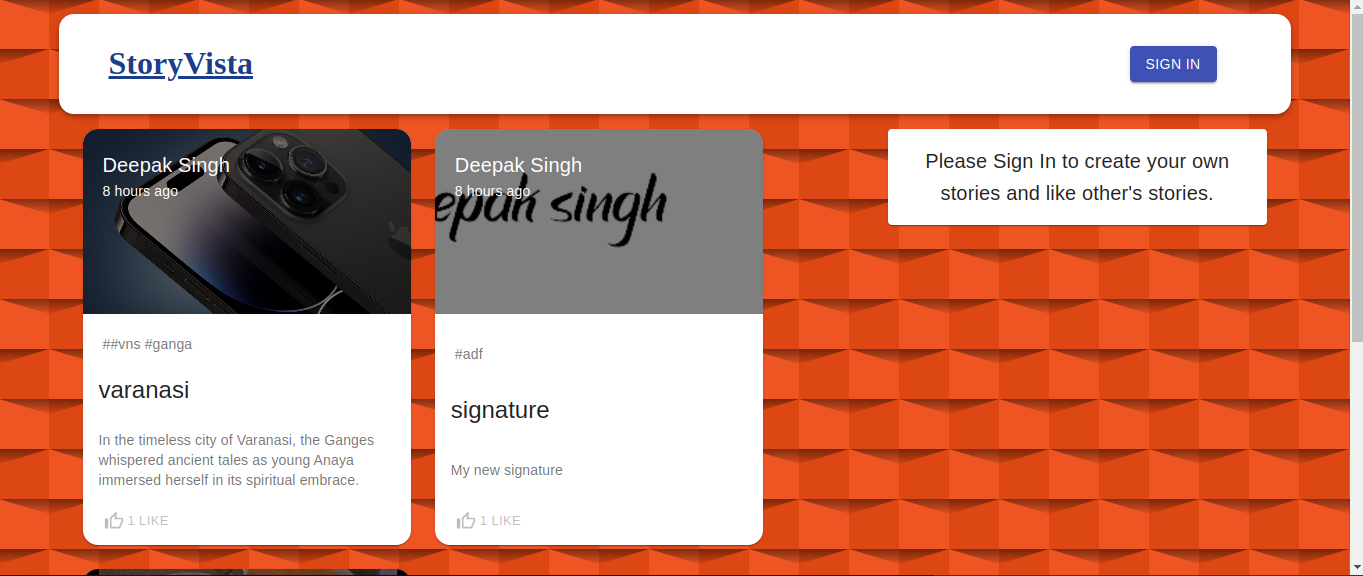 StoryVista
SIGN IN
Deepak Singh
8 hours ago
##vns #ganga
varanasi
In the timeless city of Varanasi, the Ganges
whispered ancient tales as young Anaya
immersed herself in its spiritual embrace.
1 LIKE
Deepak Singh
8 hours ago
epak singh
#adf
signature
My new signature
1 LIKE
Please Sign In to create your own
stories and like other's stories.